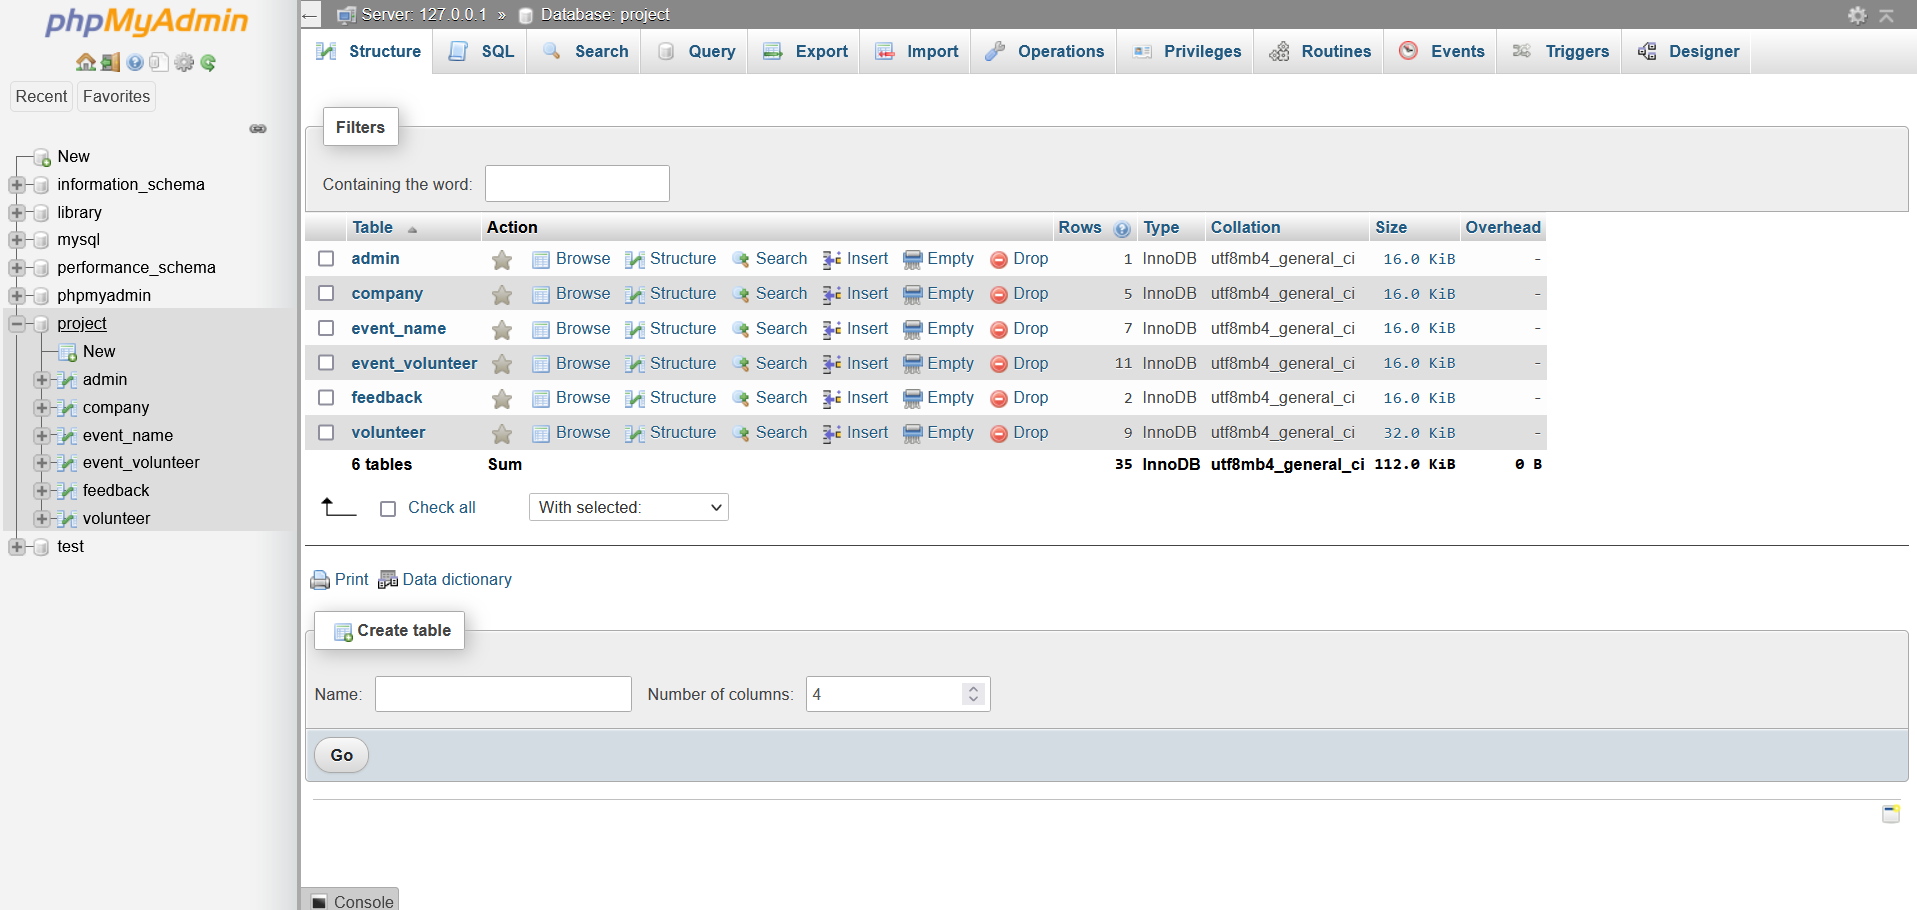 phpMyAdmin
Recent Favorites
New
information_schema
library
mysql
performance_schema
phpmyadmin
project
New
admin
company
event_name
event_volunteer
feedback
volunteer
test
Server: 127.0.0.1 » Database: project
Structure SQL Search Query Export Import Operations Privileges Routines Events Triggers Designer
Filters
Containing the word:
Table Action Rows Type Collation Size Overhead
admin Browse Structure Search Insert Empty Drop 1 InnoDB utf8mb4_general_ci 16.0 KiB -
company Browse Structure Search Insert Empty Drop 5 InnoDB utf8mb4_general_ci 16.0 KiB -
event_name Browse Structure Search Insert Empty Drop 7 InnoDB utf8mb4_general_ci 16.0 KiB -
event_volunteer Browse Structure Search Insert Empty Drop 11 InnoDB utf8mb4_general_ci 16.0 KiB -
feedback Browse Structure Search Insert Empty Drop 2 InnoDB utf8mb4_general_ci 16.0 KiB -
volunteer Browse Structure Search Insert Empty Drop 9 InnoDB utf8mb4_general_ci 32.0 KiB -
6 tables Sum 35 InnoDB utf8mb4_general_ci 112.0 KiB 0 B
Check all With selected:
Print Data dictionary
Create table
Name: Number of columns: 4
Go
Console